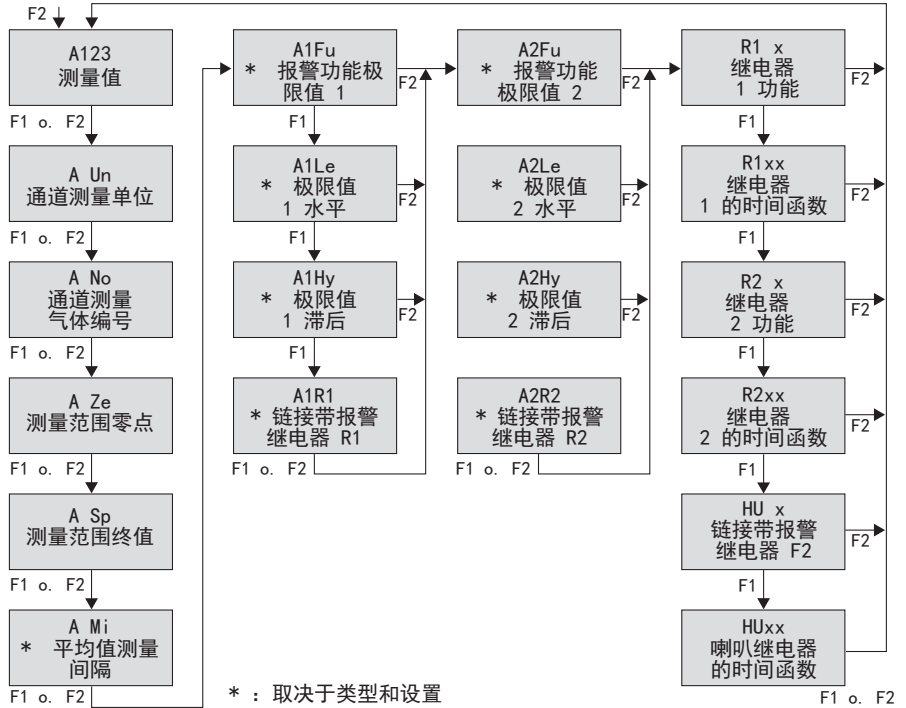 F2
A123
测量值
F1 o. F2
A Un
通道测量单位
F1 o. F2
A No
通道测量
气体编号
F1 o. F2
A Ze
测量范围零点
F1 o. F2
A Sp
测量范围终值
F1 o. F2
A Mi
* 平均值测量
间隔
F1 o. F2
A1Fu
* 报警功能极
限值 1
F2
F1
A1Le
* 极限值
1 水平
F2
F1
A1Hy
* 极限值
1 滞后
F2
F1
A1R1
* 链接带报警
继电器 R1
F1 o. F2
A2Fu
* 报警功能
极限值 2
F2
A2Le
* 极限值
2 水平
F2
A2Hy
* 极限值
2 滞后
F2
A2R2
* 链接带报警
继电器 R2
F1 o. F2
R1 x
继电器
1 功能
F2
F1
R1xx
继电器
1 的时间函数
F2
F1
R2 x
继电器
2 功能
F2
F1
R2xx
继电器
2 的时间函数
F2
F1
HU x
链接带报警
继电器 F2
F2
F1
HUxx
喇叭继电器
的时间函数
F1 o. F2
* : 取决于类型和设置